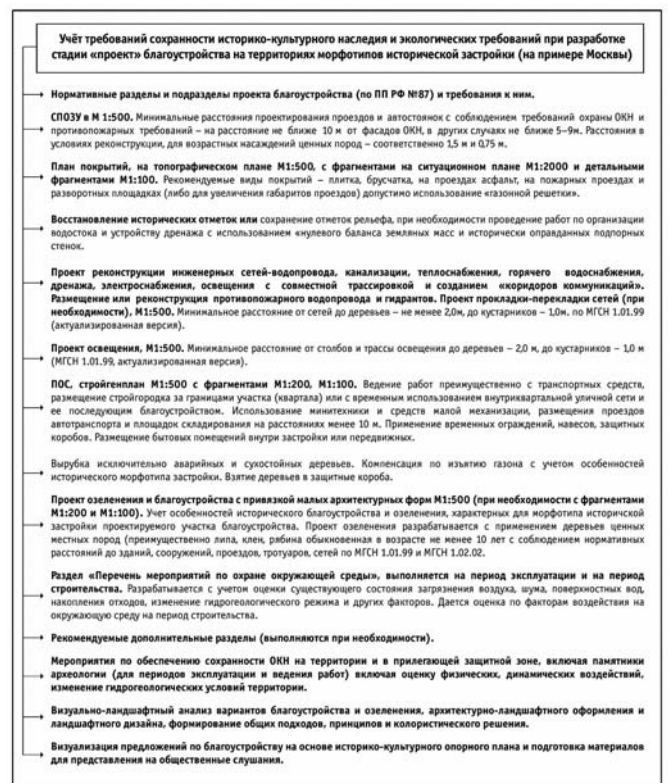 Учёт требований сохранности историко-культурного наследия и экологических требований при разработке
стадии «проект» благоустройства на территориях морфотипов исторической застройки (на примере Москвы)
Нормативные разделы и подразделы проекта благоустройства (по ПП РФ №87) и требования к ним.
СПОЗУ в М 1:500. Минимальные расстояния проектирования проездов и автостоянок с соблюдением требований охраны ОКН и
противопожарных требований – на расстояние не ближе 10 м от фасадов ОКН, в других случаях не ближе 5–9м. Расстояния в
условиях реконструкции, для возрастных насаждений ценных пород – соответственно 1,5 м и 0,75 м.
План покрытий, на топографическом плане М1:500, с фрагментами на ситуационном плане М1:2000 и детальными
фрагментами М1:100. Рекомендуемые виды покрытий – плитка, брусчатка, на проездах асфальт, на пожарных проездах и
разворотных площадках (либо для увеличения габаритов проездов) допустимо использование «газонной решетки».
Восстановление исторических отметок или сохранение отметок рельефа, при необходимости проведение работ по организации
водостока и устройству дренажа с использованием «нулевого баланса земляных масс и исторически оправданных подпорных
стенок.
Проект реконструкции инженерных сетей-водопровода, канализации, теплоснабжения, горячего водоснабжения,
дренажа, электроснабжения, освещения с совместной трассировкой и созданием «коридоров коммуникаций».
Размещение или реконструкция противопожарного водопровода и гидрантов. Проект прокладки-перекладки сетей (при
необходимости), М1:500. Минимальное расстояние от сетей до деревьев – не менее 2,0м, до кустарников – 1,0м. по МГСН 1.01.99
(актуализированная версия).
Проект освещения, М1:500. Минимальное расстояние от столбов и трассы освещения до деревьев – 2,0 м, до кустарников – 1,0 м
(МГСН 1.01.99, актуализированная версия).
ПОС, стройгенплан М1:500 с фрагментами М1:200, М1:100. Ведение работ преимущественно с транспортных средств,
размещение стройгородка за границами участка (квартала) или с временным использованием внутриквартальной уличной сети и
ее последующим благоустройством. Использование минитехники и средств малой механизации, размещения проездов
автотранспорта и площадок складирования на расстояниях менее 10 м. Применение временных ограждений, навесов, защитных
коробов. Размещение бытовых помещений внутри застройки или передвижных.
Вырубка исключительно аварийных и сухостойных деревьев. Компенсация по изъятию газона с учетом особенностей
исторического морфотипа застройки. Взятие деревьев в защитные короба.
Проект озеленения и благоустройства с привязкой малых архитектурных форм М1:500 (при необходимости с фрагментами
М1:200 и М1:100). Учет особенностей исторического благоустройства и озеленения, характерных для морфотипа историчской
застройки проектируемого участка благоустройства. Проект озеленения разрабатывается с применением деревьев ценных
местных пород (преимущественно липа, клен, рябина обыкновенная в возрасте не менее 10 лет с соблюдением нормативных
расстояний до зданий, сооружений, проездов, тротуаров, сетей по МГСН 1.01.99 и МГСН 1.02.02.
Раздел «Перечень мероприятий по охране окружающей среды», выполняется на период эксплуатации и на период
строительства. Разрабатывается с учетом оценки существующего состояния загрязнения воздуха, шума, поверхностных вод,
накопления отходов, изменение гидрогеологического режима и других факторов. Дается оценка по факторам воздействия на
окружающую среду на период строительства.
Рекомендуемые дополнительные разделы (выполняются при необходимости).
Мероприятия по обеспечению сохранности ОКН на территории и в прилегающей защитной зоне, включая памятники
археологии (для периодов эксплуатации и ведения работ) включая оценку физических, динамических воздействий,
изменение гидрогеологических условий территории.
Визуально-ландшафтный анализ вариантов благоустройства и озеленения, архитектурно-ландшафтного оформления и
ландшафтного дизайна, формирование общих подходов, принципов и колористического решения.
Визуализация предложений по благоустройству на основе историко-культурного опорного плана и подготовка материалов
для представления на общественные слушания.